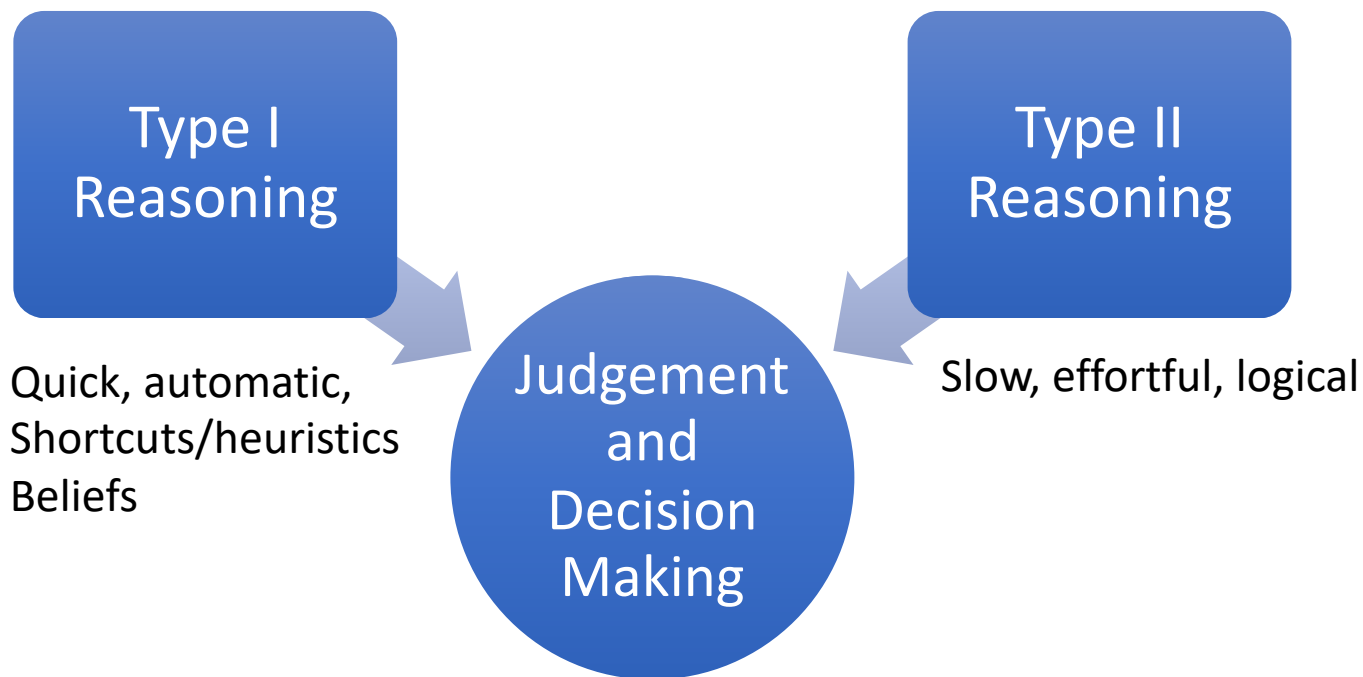 Type I
Reasoning
Type II
Reasoning
Quick, automatic,
Shortcuts/heuristics
Beliefs
Judgement
and
Decision
Making
Slow, effortful, logical